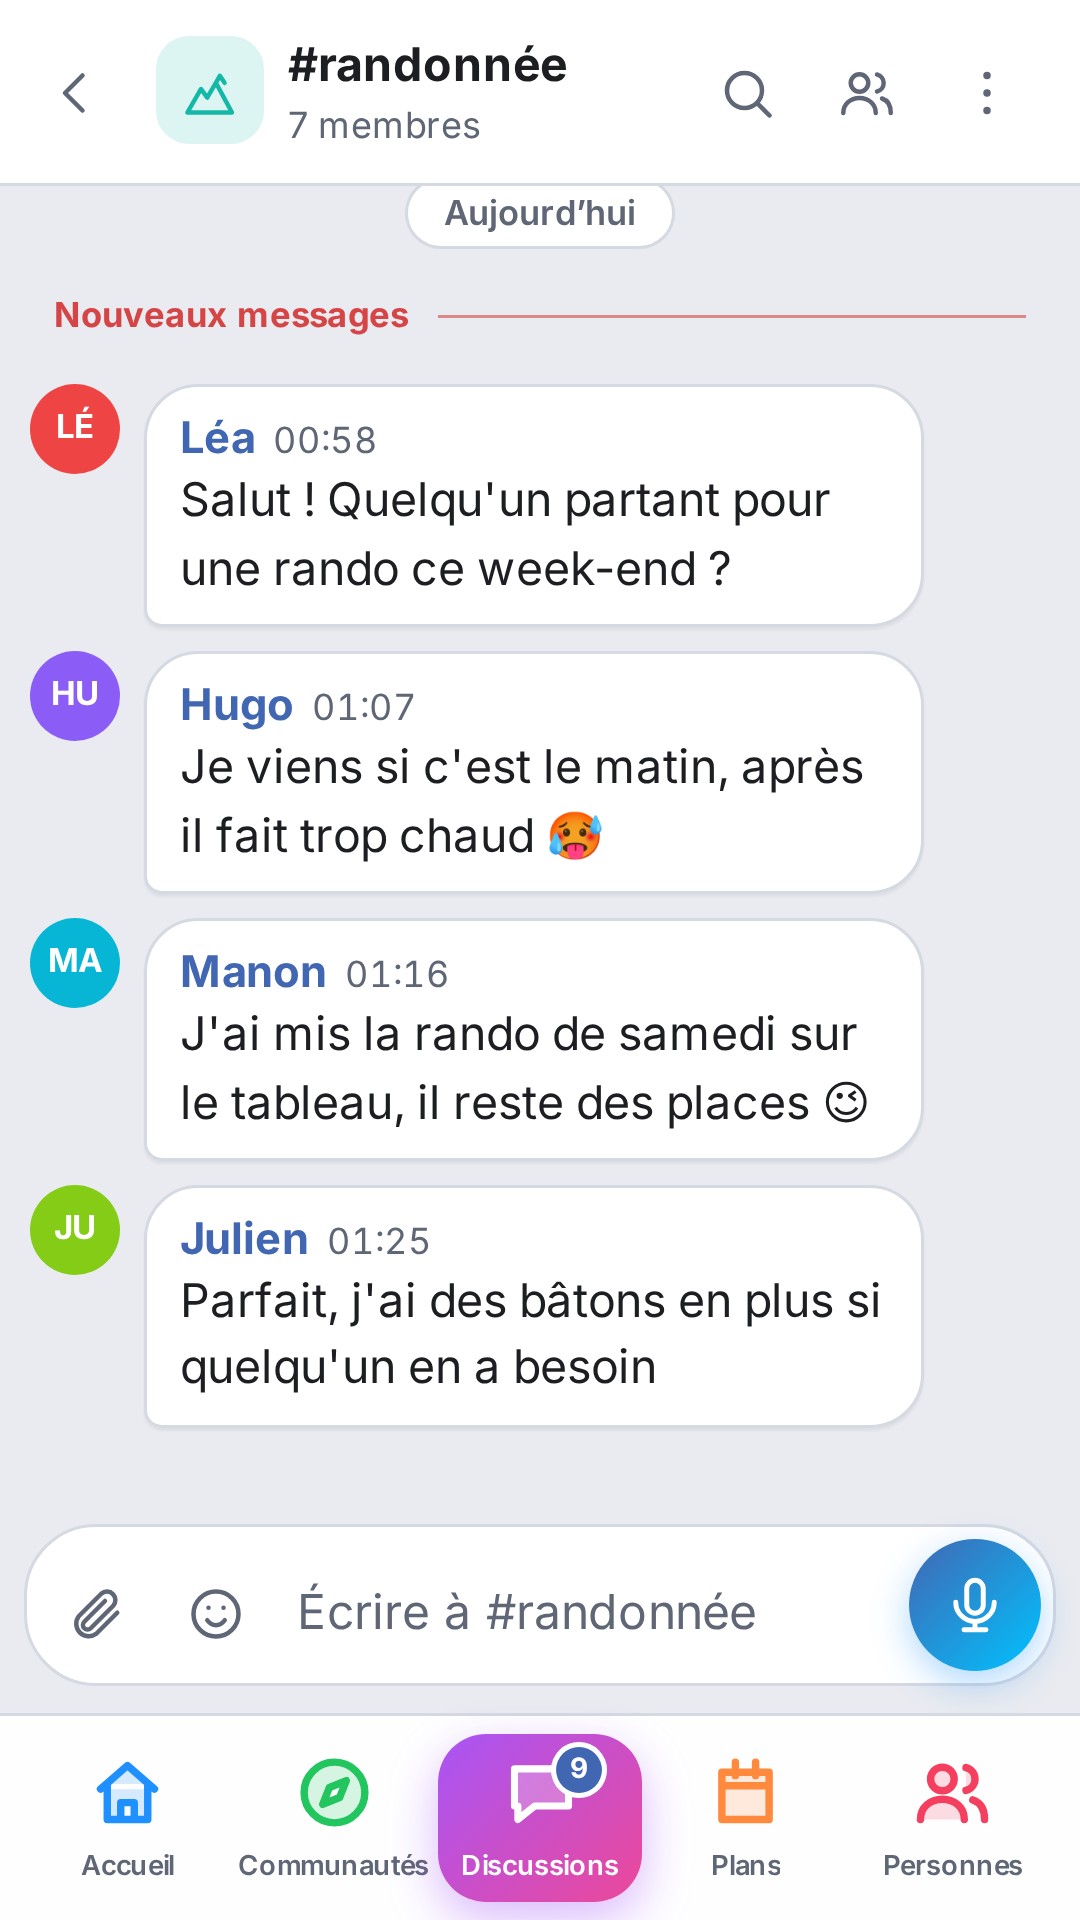 #randonnée
7 membres
Aujourd’hui
Nouveaux messages
LÉ
Léa 00:58
Salut ! Quelqu'un partant pour
une rando ce week-end ?
HU
Hugo 01:07
Je viens si c'est le matin, après
il fait trop chaud 🥵
MA
Manon 01:16
J'ai mis la rando de samedi sur
le tableau, il reste des places 😉
JU
Julien 01:25
Parfait, j'ai des bâtons en plus si
quelqu'un en a besoin
Écrire à #randonnée
9
Accueil
Communautés
Discussions
Plans
Personnes